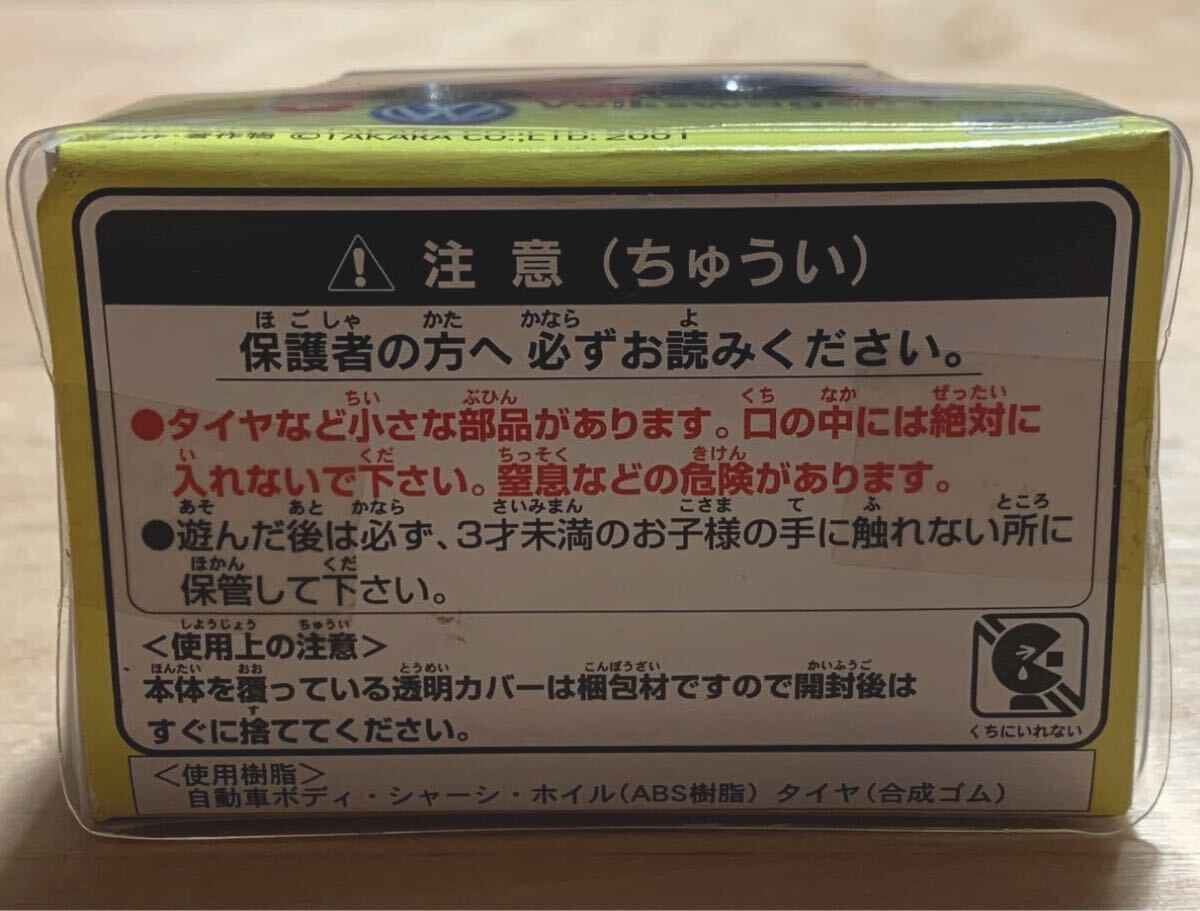 Volkswagen
©TAKARA CO.,LTD. 2001
注意（ちゅうい）
ほごしゃ かた かなら よ
保護者の方へ 必ずお読みください。
ちい ぶひん くち なか ぜったい
●タイヤなど小さな部品があります。口の中には絶対に
い くだ ちっそく きけん
入れないで下さい。窒息などの危険があります。
あそ あと かなら さいみまん こさま て ふ ところ
●遊んだ後は必ず、3才未満のお子様の手に触れない所に
ほかん くだ
保管して下さい。
しようじょう ちゅうい
＜使用上の注意＞
ほんたい おお とうめい こんぽうざい かいふうご
本体を覆っている透明カバーは梱包材ですので開封後は
す
すぐに捨ててください。
くちにいれない
＜使用樹脂＞
自動車ボディ・シャーシ・ホイル(ABS樹脂) タイヤ(合成ゴム)